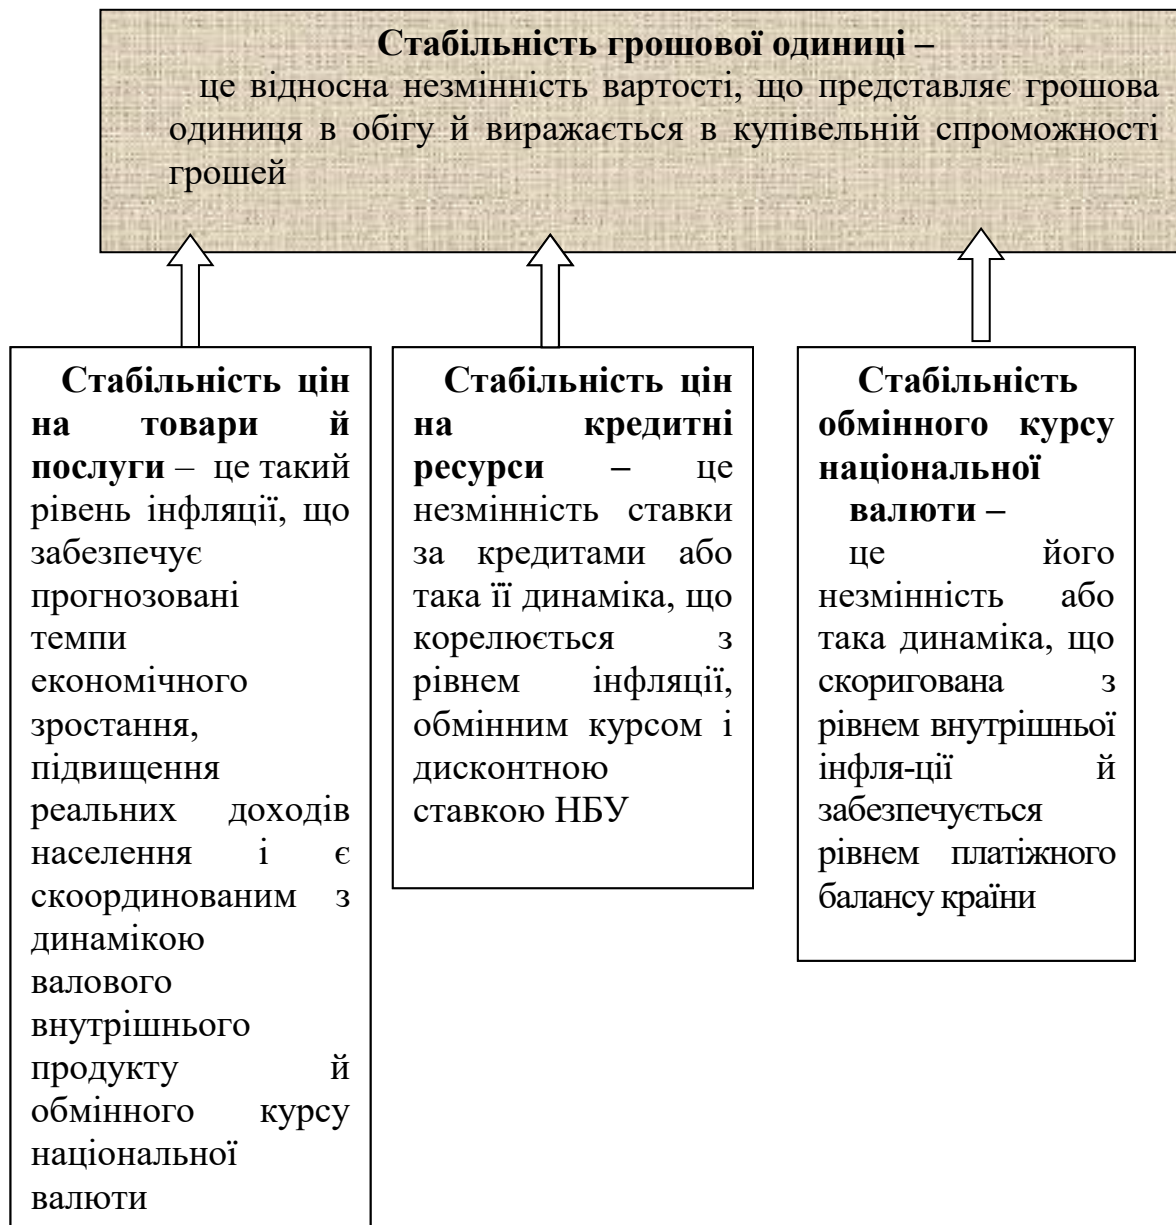 Стабільність грошової одиниці –
це відносна незмінність вартості, що представляє грошова
одиниця в обігу й виражається в купівельній спроможності
грошей
Стабільність цін
на товари й
послуги – це такий
рівень інфляції, що
забезпечує
прогнозовані
темпи
економічного
зростання,
підвищення
реальних доходів
населення і є
скоординованим з
динамікою
валового
внутрішнього
продукту й
обмінного курсу
національної
валюти
Стабільність цін
на кредитні
ресурси – це
незмінність ставки
за кредитами або
така її динаміка, що
корелюється з
рівнем інфляції,
обмінним курсом і
дисконтною
ставкою НБУ
Стабільність
обмінного курсу
національної
валюти –
це його
незмінність або
така динаміка, що
скоригована з
рівнем внутрішньої
інфля-ції й
забезпечується
рівнем платіжного
балансу країни